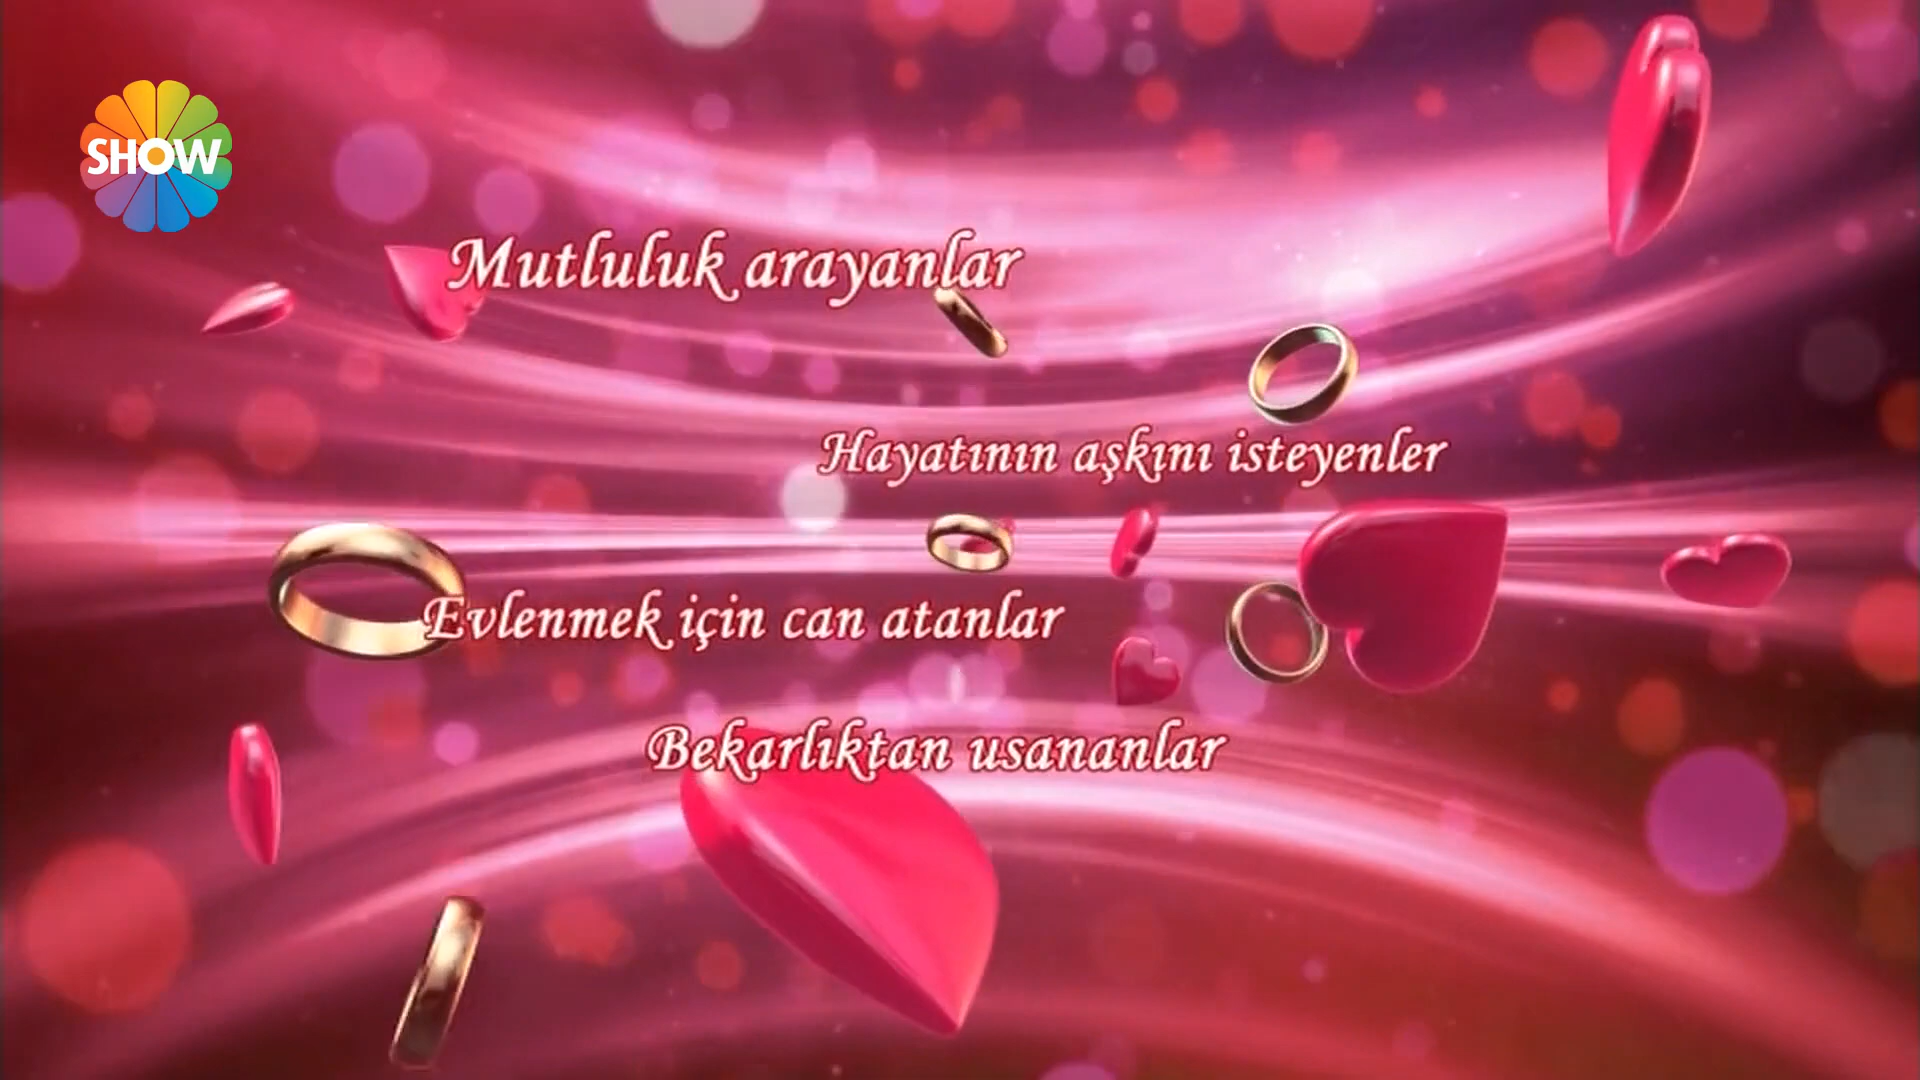 SHOW
Mutluluk arayanlar
Hayatının aşkını isteyenler
Evlenmek için can atanlar
Bekarlıktan usananlar